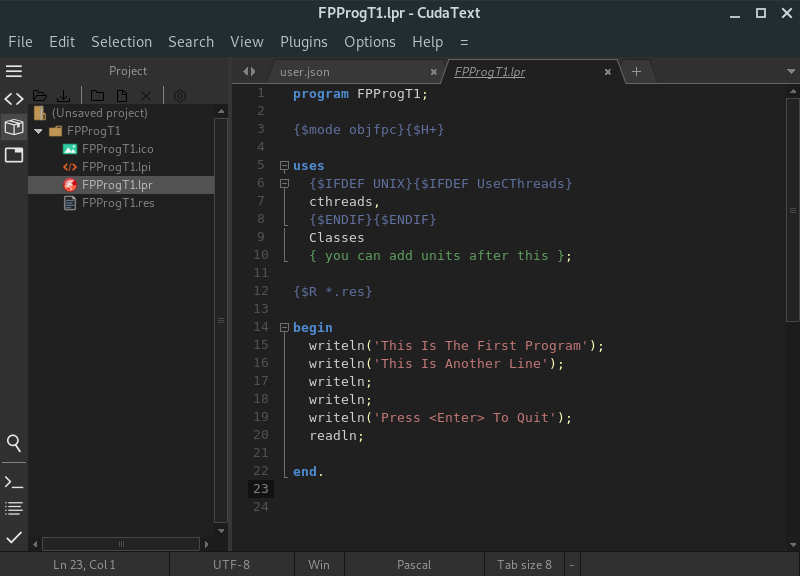 FPProgT1.lpr - CudaText
File Edit Selection Search View Plugins Options Help =
Project
(Unsaved project)
FPProgT1
FPProgT1.ico
FPProgT1.lpi
FPProgT1.lpr
FPProgT1.res
user.json FPProgT1.lpr
1 program FPProgT1;
2
3 {$mode objfpc}{$H+}
4
5 uses
6 {$IFDEF UNIX}{$IFDEF UseCThreads}
7 cthreads,
8 {$ENDIF}{$ENDIF}
9 Classes
10 { you can add units after this };
11
12 {$R *.res}
13
14 begin
15 writeln('This Is The First Program');
16 writeln('This Is Another Line');
17 writeln;
18 writeln;
19 writeln('Press <Enter> To Quit');
20 readln;
21
22 end.
23
24
Ln 23, Col 1 UTF-8 Win Pascal Tab size 8 -